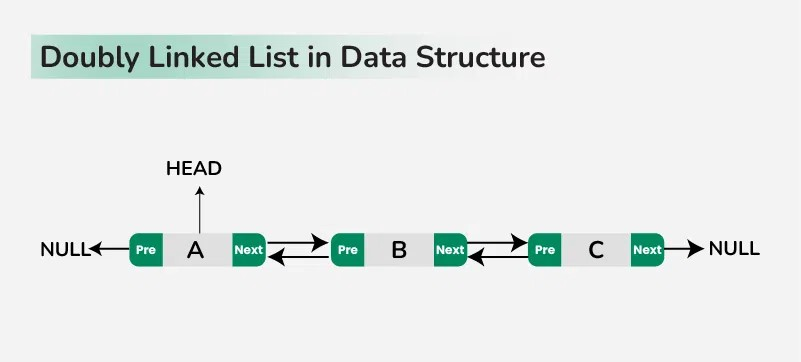 Doubly Linked List in Data Structure
HEAD
NULL Pre A Next Pre B Next Pre C Next NULL